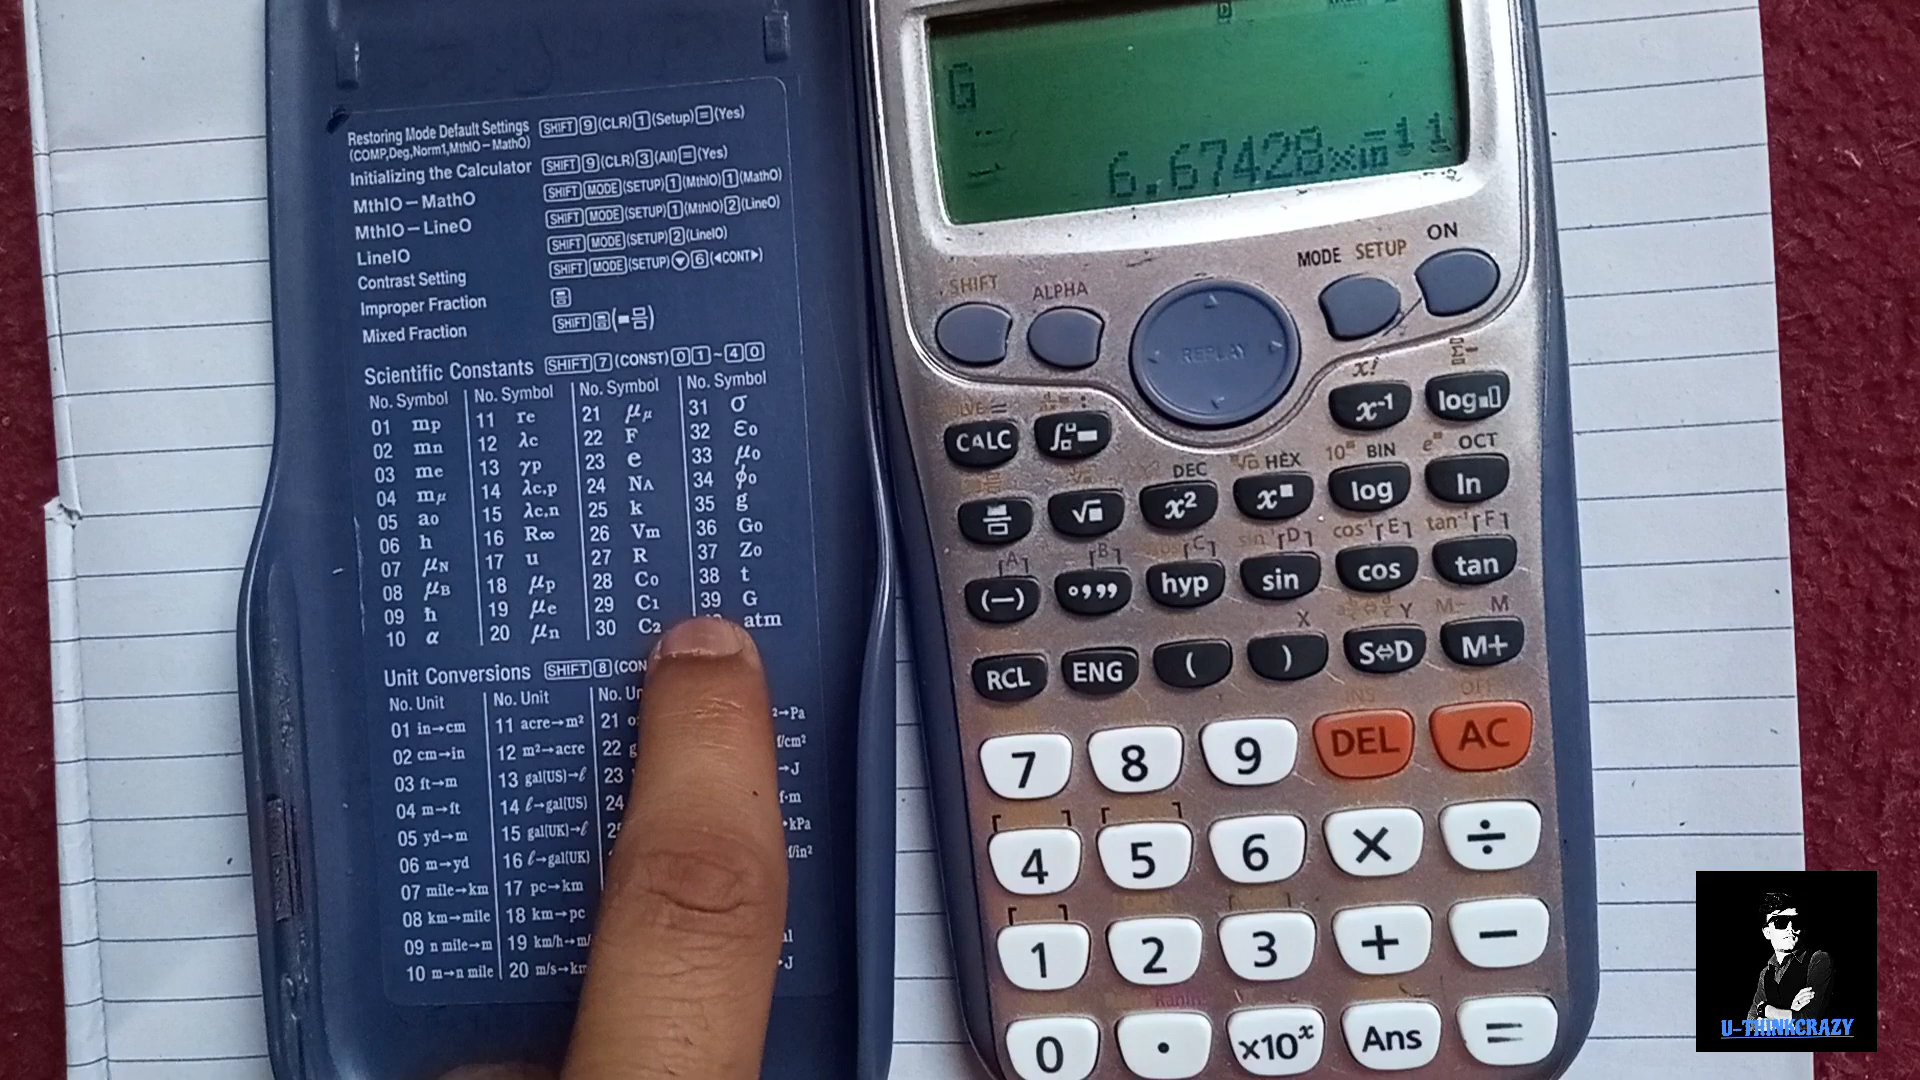 Restoring Mode Default Settings SHIFT 9 (CLR) 1 (Setup) = (Yes)
(COMP,Deg,Norm1,MthIO–MathO)
Initializing the Calculator SHIFT 9 (CLR) 3 (All) = (Yes)
MthIO–MathO SHIFT MODE (SETUP) 1 (MthIO) 1 (MathO)
MthIO–LineO SHIFT MODE (SETUP) 1 (MthIO) 2 (LineO)
LineIO SHIFT MODE (SETUP) 2 (LineIO)
Contrast Setting SHIFT MODE (SETUP) ▼ 6 (◄CONT►)
Improper Fraction
Mixed Fraction SHIFT
Scientific Constants SHIFT 7 (CONST) 0 1 ~ 4 0
No. Symbol No. Symbol No. Symbol No. Symbol
01 mp 11 re 21 μμ 31 σ
02 mn 12 λc 22 F 32 ε0
03 me 13 γp 23 e 33 μ0
04 mμ 14 λc,p 24 NA 34 ϕ0
05 a0 15 λc,n 25 k 35 g
06 h 16 R∞ 26 Vm 36 G0
07 μN 17 u 27 R 37 Z0
08 μB 18 μp 28 C0 38 t
09 ħ 19 μe 29 C1 39 G
10 α 20 μn 30 C2 atm
Unit Conversions SHIFT 8 (CON
No. Unit No. Unit No. Un
01 in→cm 11 acre→m² 21 →Pa
02 cm→in 12 m²→acre 22 f/cm²
03 ft→m 13 gal(US)→ℓ 23 →J
04 m→ft 14 ℓ→gal(US) 24 f·m
05 yd→m 15 gal(UK)→ℓ →kPa
06 m→yd 16 ℓ→gal(UK) f/in²
07 mile→km 17 pc→km
08 km→mile 18 km→pc
09 n mile→m 19 km/h→m/
10 m→n mile 20 m/s→km →J
G
6.67428×10⁻¹¹
SHIFT ALPHA MODE SETUP ON
REPLAY
x!
CALC x⁻¹ log
DEC HEX 10 BIN e OCT
√ x² x log ln
A B C sin⁻¹ D cos⁻¹ E tan⁻¹ F
(−) °,,, hyp sin cos tan
X Y M− M
RCL ENG ( ) S⇔D M+
INS OFF
7 8 9 DEL AC
4 5 6 × ÷
1 2 3 + −
0 . ×10ˣ Ans =
U-THINKCRAZY